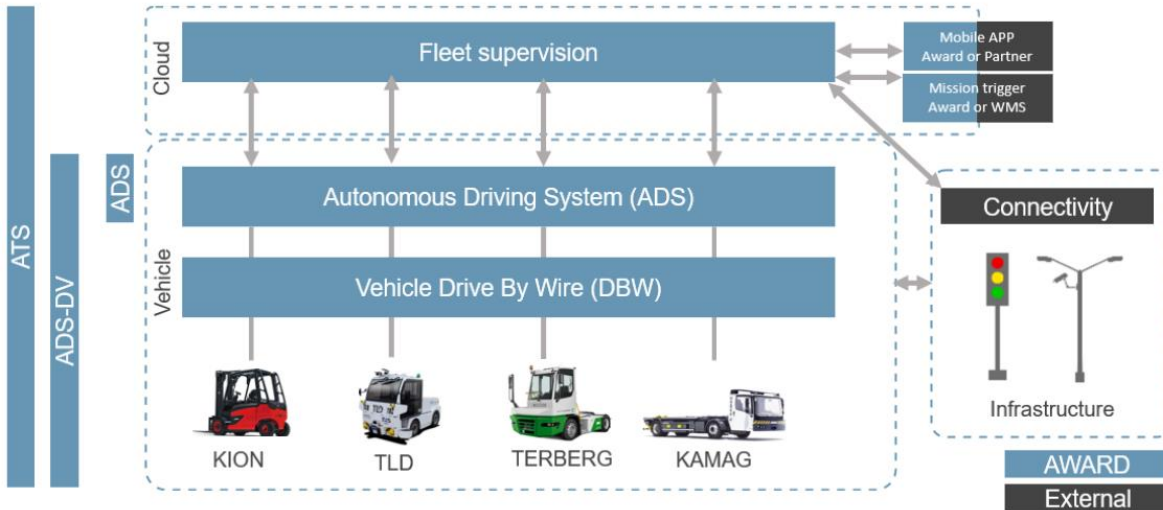 ATS
ADS-DV
ADS
Cloud
Fleet supervision
Mobile APP
Award or Partner
Mission trigger
Award or WMS
Vehicle
Autonomous Driving System (ADS)
Vehicle Drive By Wire (DBW)
KION
TLD
TERBERG
KAMAG
Connectivity
Infrastructure
AWARD
External